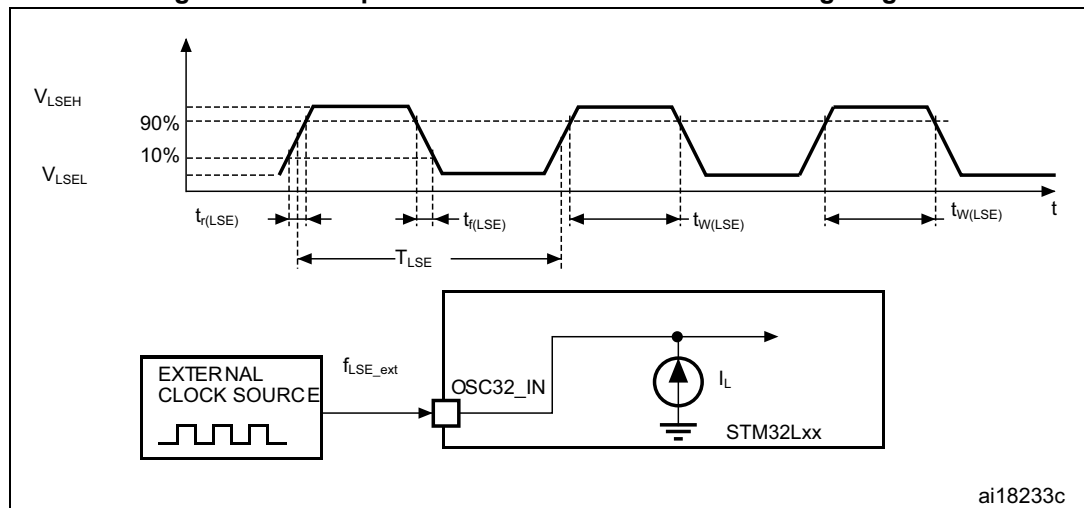 V_LSEH
90%
10%
V_LSEL
t_r(LSE)
t_f(LSE)
t_W(LSE)
t_W(LSE)
t
T_LSE
EXTERNAL
CLOCK SOURCE
f_LSE_ext
OSC32_IN
I_L
STM32Lxx
ai18233c